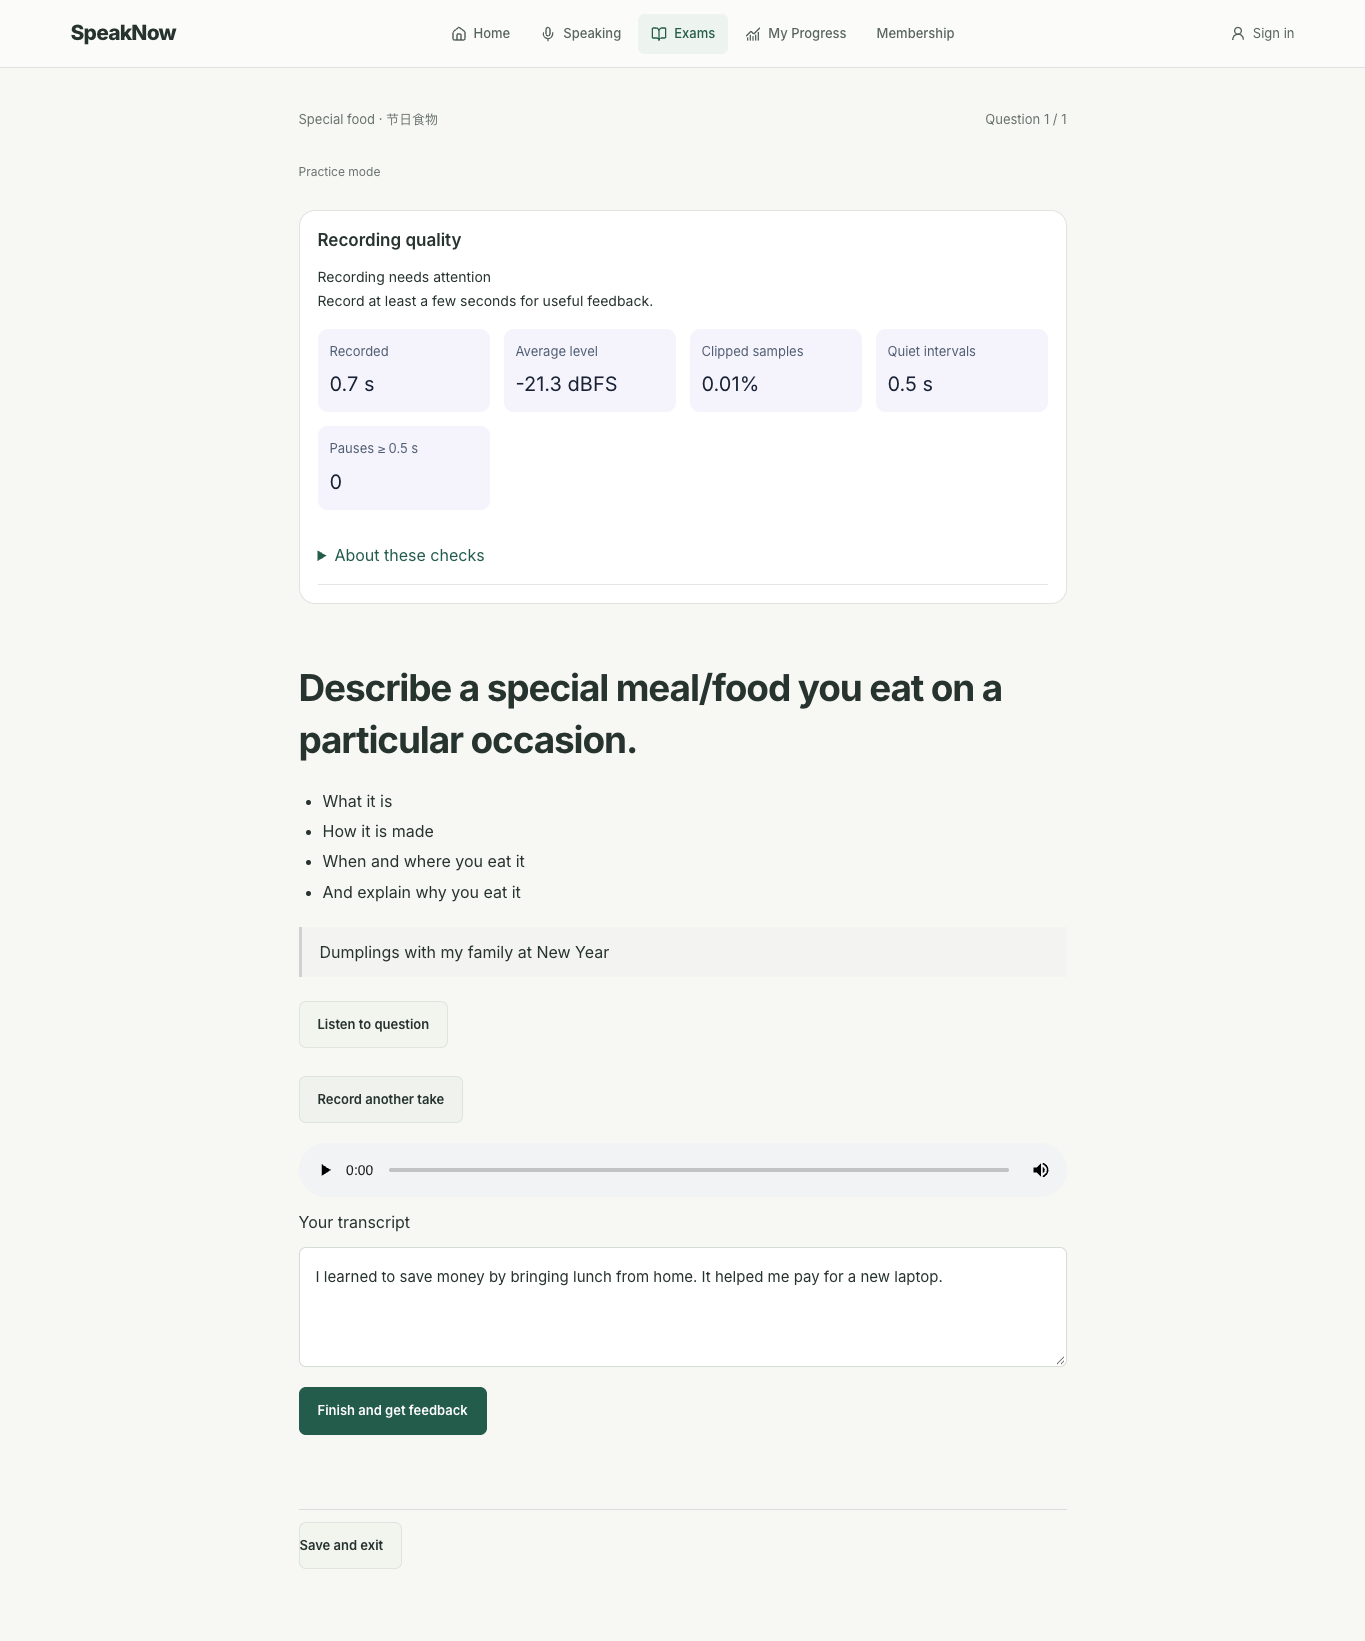 SpeakNow
Home
Speaking
Exams
My Progress
Membership
Sign in
Special food · 节日食物
Question 1 / 1
Practice mode
Recording quality
Recording needs attention
Record at least a few seconds for useful feedback.
Recorded
0.7 s
Average level
-21.3 dBFS
Clipped samples
0.01%
Quiet intervals
0.5 s
Pauses ≥ 0.5 s
0
About these checks
Describe a special meal/food you eat on a
particular occasion.
What it is
How it is made
When and where you eat it
And explain why you eat it
Dumplings with my family at New Year
Listen to question
Record another take
0:00
Your transcript
I learned to save money by bringing lunch from home. It helped me pay for a new laptop.
Finish and get feedback
Save and exit